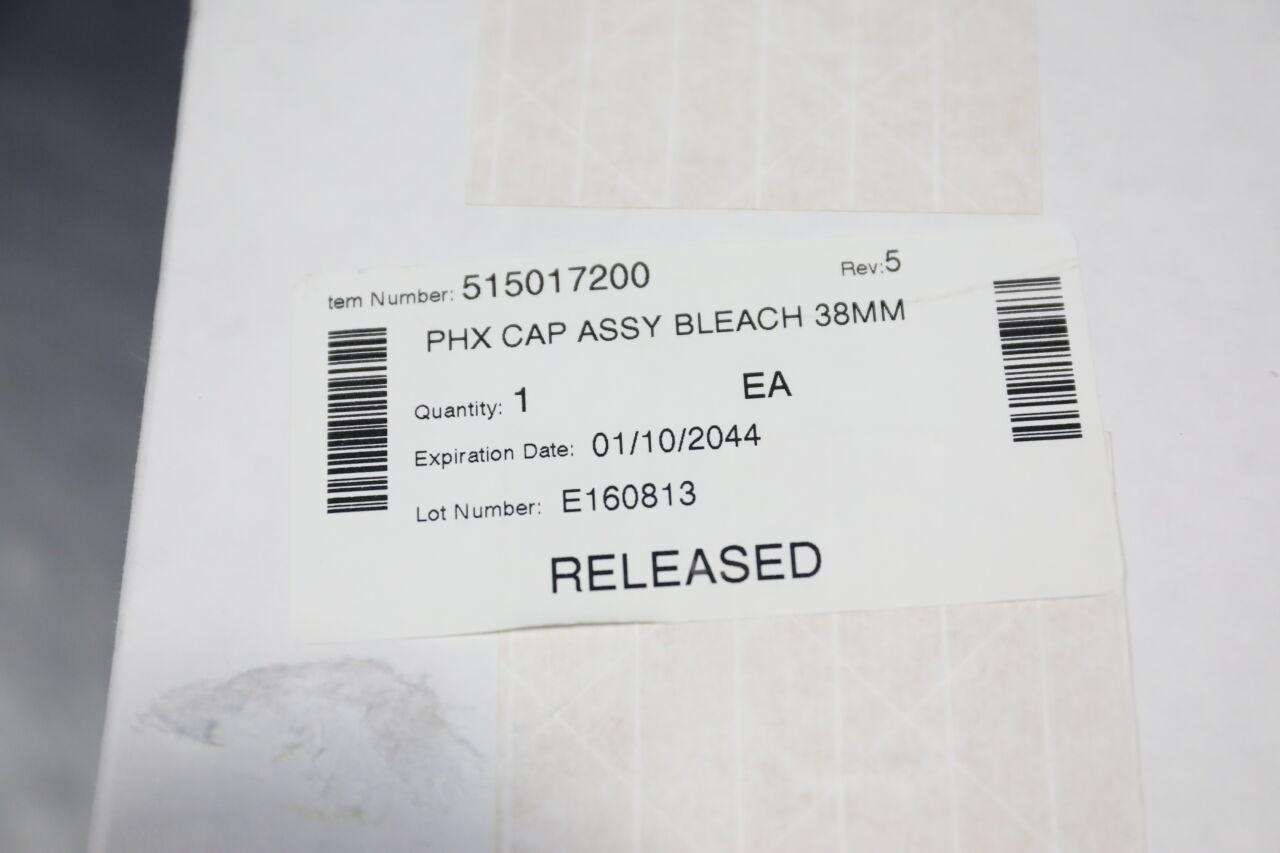 tem Number: 515017200 Rev:5
PHX CAP ASSY BLEACH 38MM
Quantity: 1 EA
Expiration Date: 01/10/2044
Lot Number: E160813
RELEASED